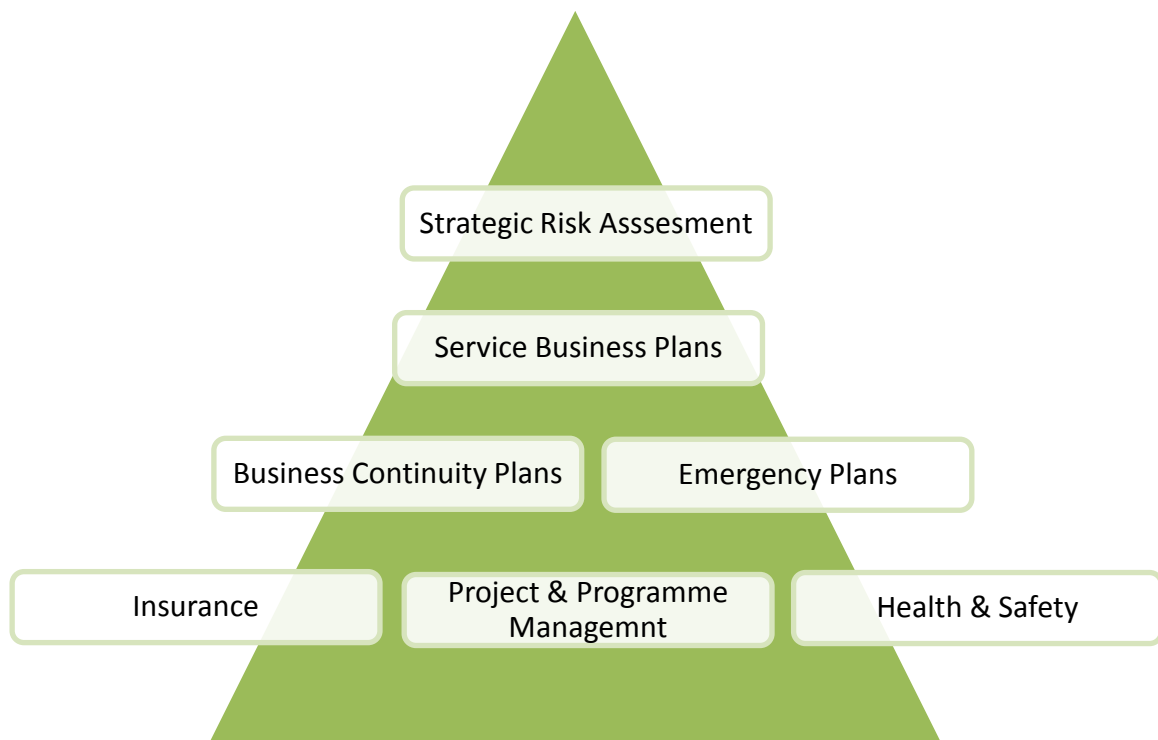 Strategic Risk Asssesment
Service Business Plans
Business Continuity Plans
Emergency Plans
Insurance
Project & Programme
Managemnt
Health & Safety